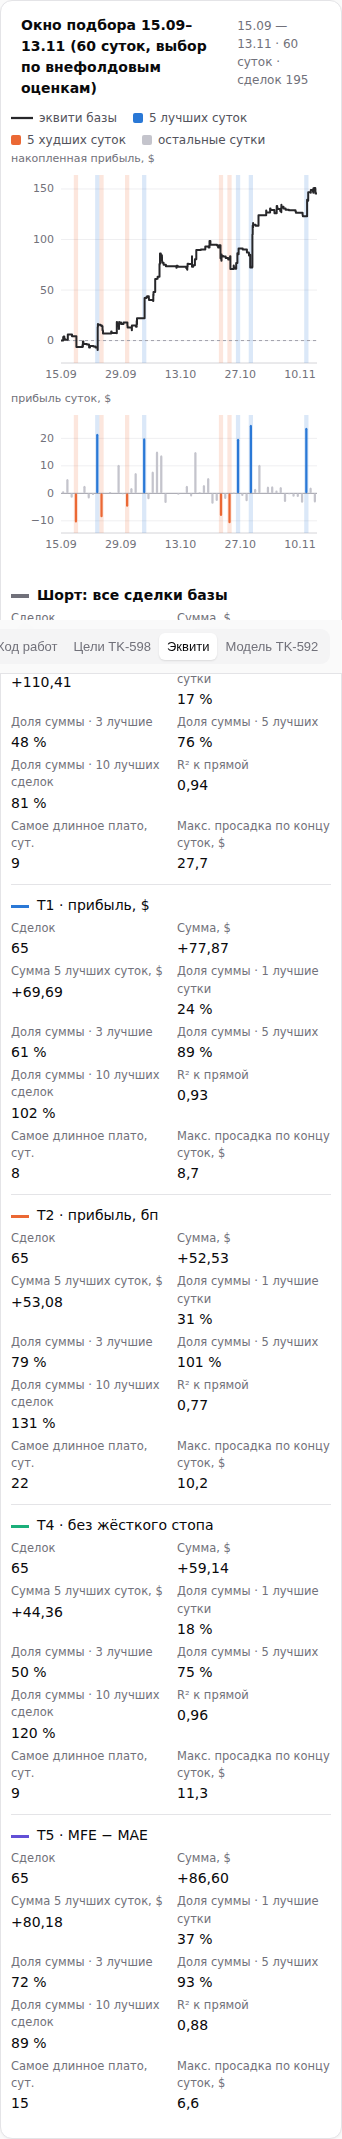 Окно подбора 15.09–
13.11 (60 суток, выбор
по внефолдовым
оценкам)
15.09 —
13.11 · 60
суток ·
сделок 195
эквити базы
5 лучших суток
5 худших суток
остальные сутки
накопленная прибыль, $
150
100
50
0
15.09
29.09
13.10
27.10
10.11
прибыль суток, $
20
10
0
−10
15.09
29.09
13.10
27.10
10.11
Шорт: все сделки базы
Сделок
Сумма, $
Ход работ
Цели ТК-598
Эквити
Модель ТК-592
+110,41
сутки
17 %
Доля суммы · 3 лучшие
48 %
Доля суммы · 5 лучших
76 %
Доля суммы · 10 лучших
сделок
81 %
R² к прямой
0,94
Самое длинное плато,
сут.
9
Макс. просадка по концу
суток, $
27,7
T1 · прибыль, $
Сделок
65
Сумма, $
+77,87
Сумма 5 лучших суток, $
+69,69
Доля суммы · 1 лучшие
сутки
24 %
Доля суммы · 3 лучшие
61 %
Доля суммы · 5 лучших
89 %
Доля суммы · 10 лучших
сделок
102 %
R² к прямой
0,93
Самое длинное плато,
сут.
8
Макс. просадка по концу
суток, $
8,7
T2 · прибыль, бп
Сделок
65
Сумма, $
+52,53
Сумма 5 лучших суток, $
+53,08
Доля суммы · 1 лучшие
сутки
31 %
Доля суммы · 3 лучшие
79 %
Доля суммы · 5 лучших
101 %
Доля суммы · 10 лучших
сделок
131 %
R² к прямой
0,77
Самое длинное плато,
сут.
22
Макс. просадка по концу
суток, $
10,2
T4 · без жёсткого стопа
Сделок
65
Сумма, $
+59,14
Сумма 5 лучших суток, $
+44,36
Доля суммы · 1 лучшие
сутки
18 %
Доля суммы · 3 лучшие
50 %
Доля суммы · 5 лучших
75 %
Доля суммы · 10 лучших
сделок
120 %
R² к прямой
0,96
Самое длинное плато,
сут.
9
Макс. просадка по концу
суток, $
11,3
T5 · MFE − MAE
Сделок
65
Сумма, $
+86,60
Сумма 5 лучших суток, $
+80,18
Доля суммы · 1 лучшие
сутки
37 %
Доля суммы · 3 лучшие
72 %
Доля суммы · 5 лучших
93 %
Доля суммы · 10 лучших
сделок
89 %
R² к прямой
0,88
Самое длинное плато,
сут.
15
Макс. просадка по концу
суток, $
6,6